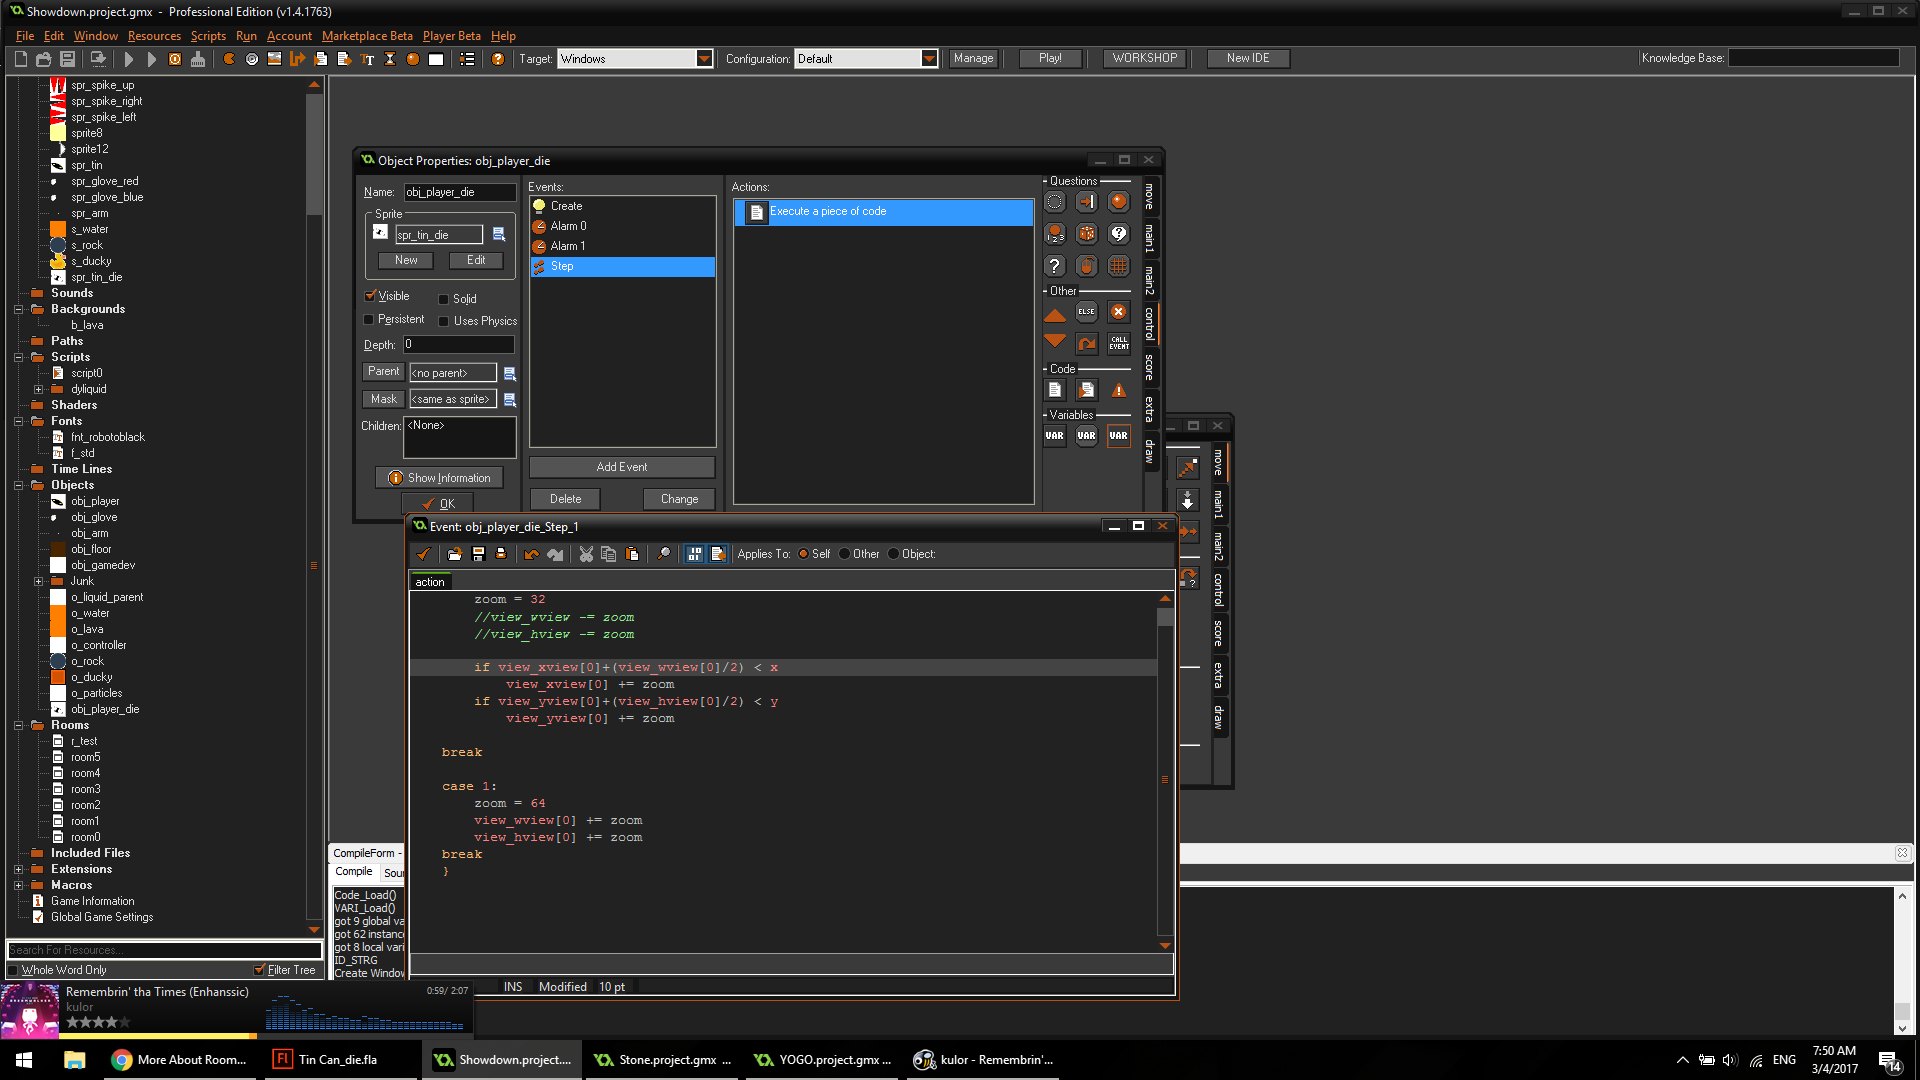 Showdown.project.gmx - Professional Edition (v1.4.1763)
File Edit Window Resources Scripts Run Account Marketplace Beta Player Beta Help
Target: Windows Configuration: Default Manage Play! WORKSHOP New IDE Knowledge Base:
spr_spike_up
spr_spike_right
spr_spike_left
sprite8
sprite12
spr_tin
spr_glove_red
spr_glove_blue
spr_arm
s_water
s_rock
s_ducky
spr_tin_die
Sounds
Backgrounds
b_lava
Paths
Scripts
script0
dyliquid
Shaders
Fonts
fnt_robotoblack
f_std
Time Lines
Objects
obj_player
obj_glove
obj_arm
obj_floor
obj_gamedev
Junk
o_liquid_parent
o_water
o_lava
o_controller
o_rock
o_ducky
o_particles
obj_player_die
Rooms
r_test
room5
room4
room3
room2
room1
room0
Included Files
Extensions
Macros
Game Information
Global Game Settings
Search For Resources...
Whole Word Only Filter Tree
Object Properties: obj_player_die
Name: obj_player_die
Sprite
spr_tin_die
New Edit
Visible Solid
Persistent Uses Physics
Depth: 0
Parent <no parent>
Mask <same as sprite>
Children: <None>
Show Information
OK
Events:
Create
Alarm 0
Alarm 1
Step
Add Event
Delete Change
Actions:
Execute a piece of code
Questions
Other
ELSE
CALL EVENT
Code
Variables
VAR VAR VAR
move
main1
main2
control
score
extra
draw
move
main1
main2
control
score
extra
draw
Event: obj_player_die_Step_1
Applies To: Self Other Object:
action
zoom = 32
//view_wview -= zoom
//view_hview -= zoom
if view_xview[0]+(view_wview[0]/2) < x
view_xview[0] += zoom
if view_yview[0]+(view_hview[0]/2) < y
view_yview[0] += zoom
break
case 1:
zoom = 64
view_wview[0] += zoom
view_hview[0] += zoom
break
}
INS Modified 10 pt
CompileForm -
Compile Sour
Code_Load()
VARI_Load()
got 9 global va
got 62 instance
got 8 local vari
ID_STRG
Create Window
Remembrin' tha Times (Enhanssic)
kulor
0:59/ 2:07
More About Room...
Tin Can_die.fla
Showdown.project....
Stone.project.gmx ...
YOGO.project.gmx ...
kulor - Remembrin'...
ENG
7:50 AM
3/4/2017
14